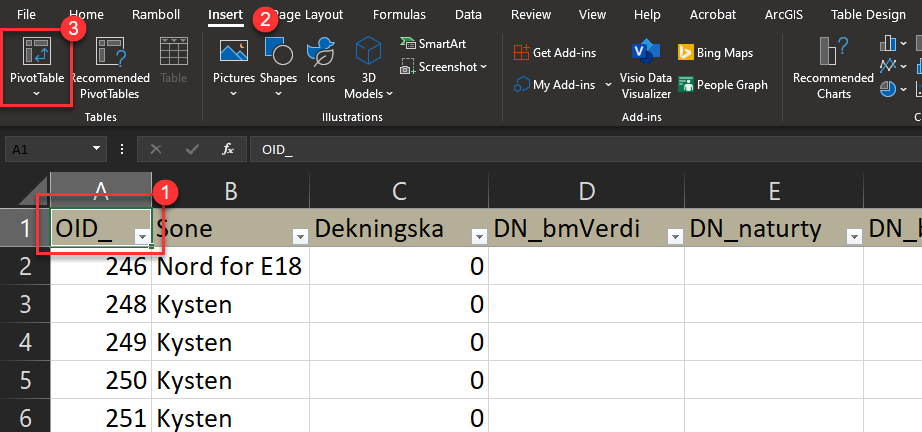 File Home Ramboll Insert Page Layout Formulas Data Review View Help Acrobat ArcGIS Table Design
3 2
PivotTable Recommended PivotTables Table
Pictures Shapes Icons 3D Models
SmartArt
Screenshot
Get Add-ins
My Add-ins
Visio Data Visualizer
Bing Maps
People Graph
Recommended Charts
Tables Illustrations Add-ins
A1 fx OID_
A B C D E
1
1 OID_ Sone Dekningska DN_bmVerdi DN_naturty
2 246 Nord for E18 0
3 248 Kysten 0
4 249 Kysten 0
5 250 Kysten 0
6 251 Kysten 0